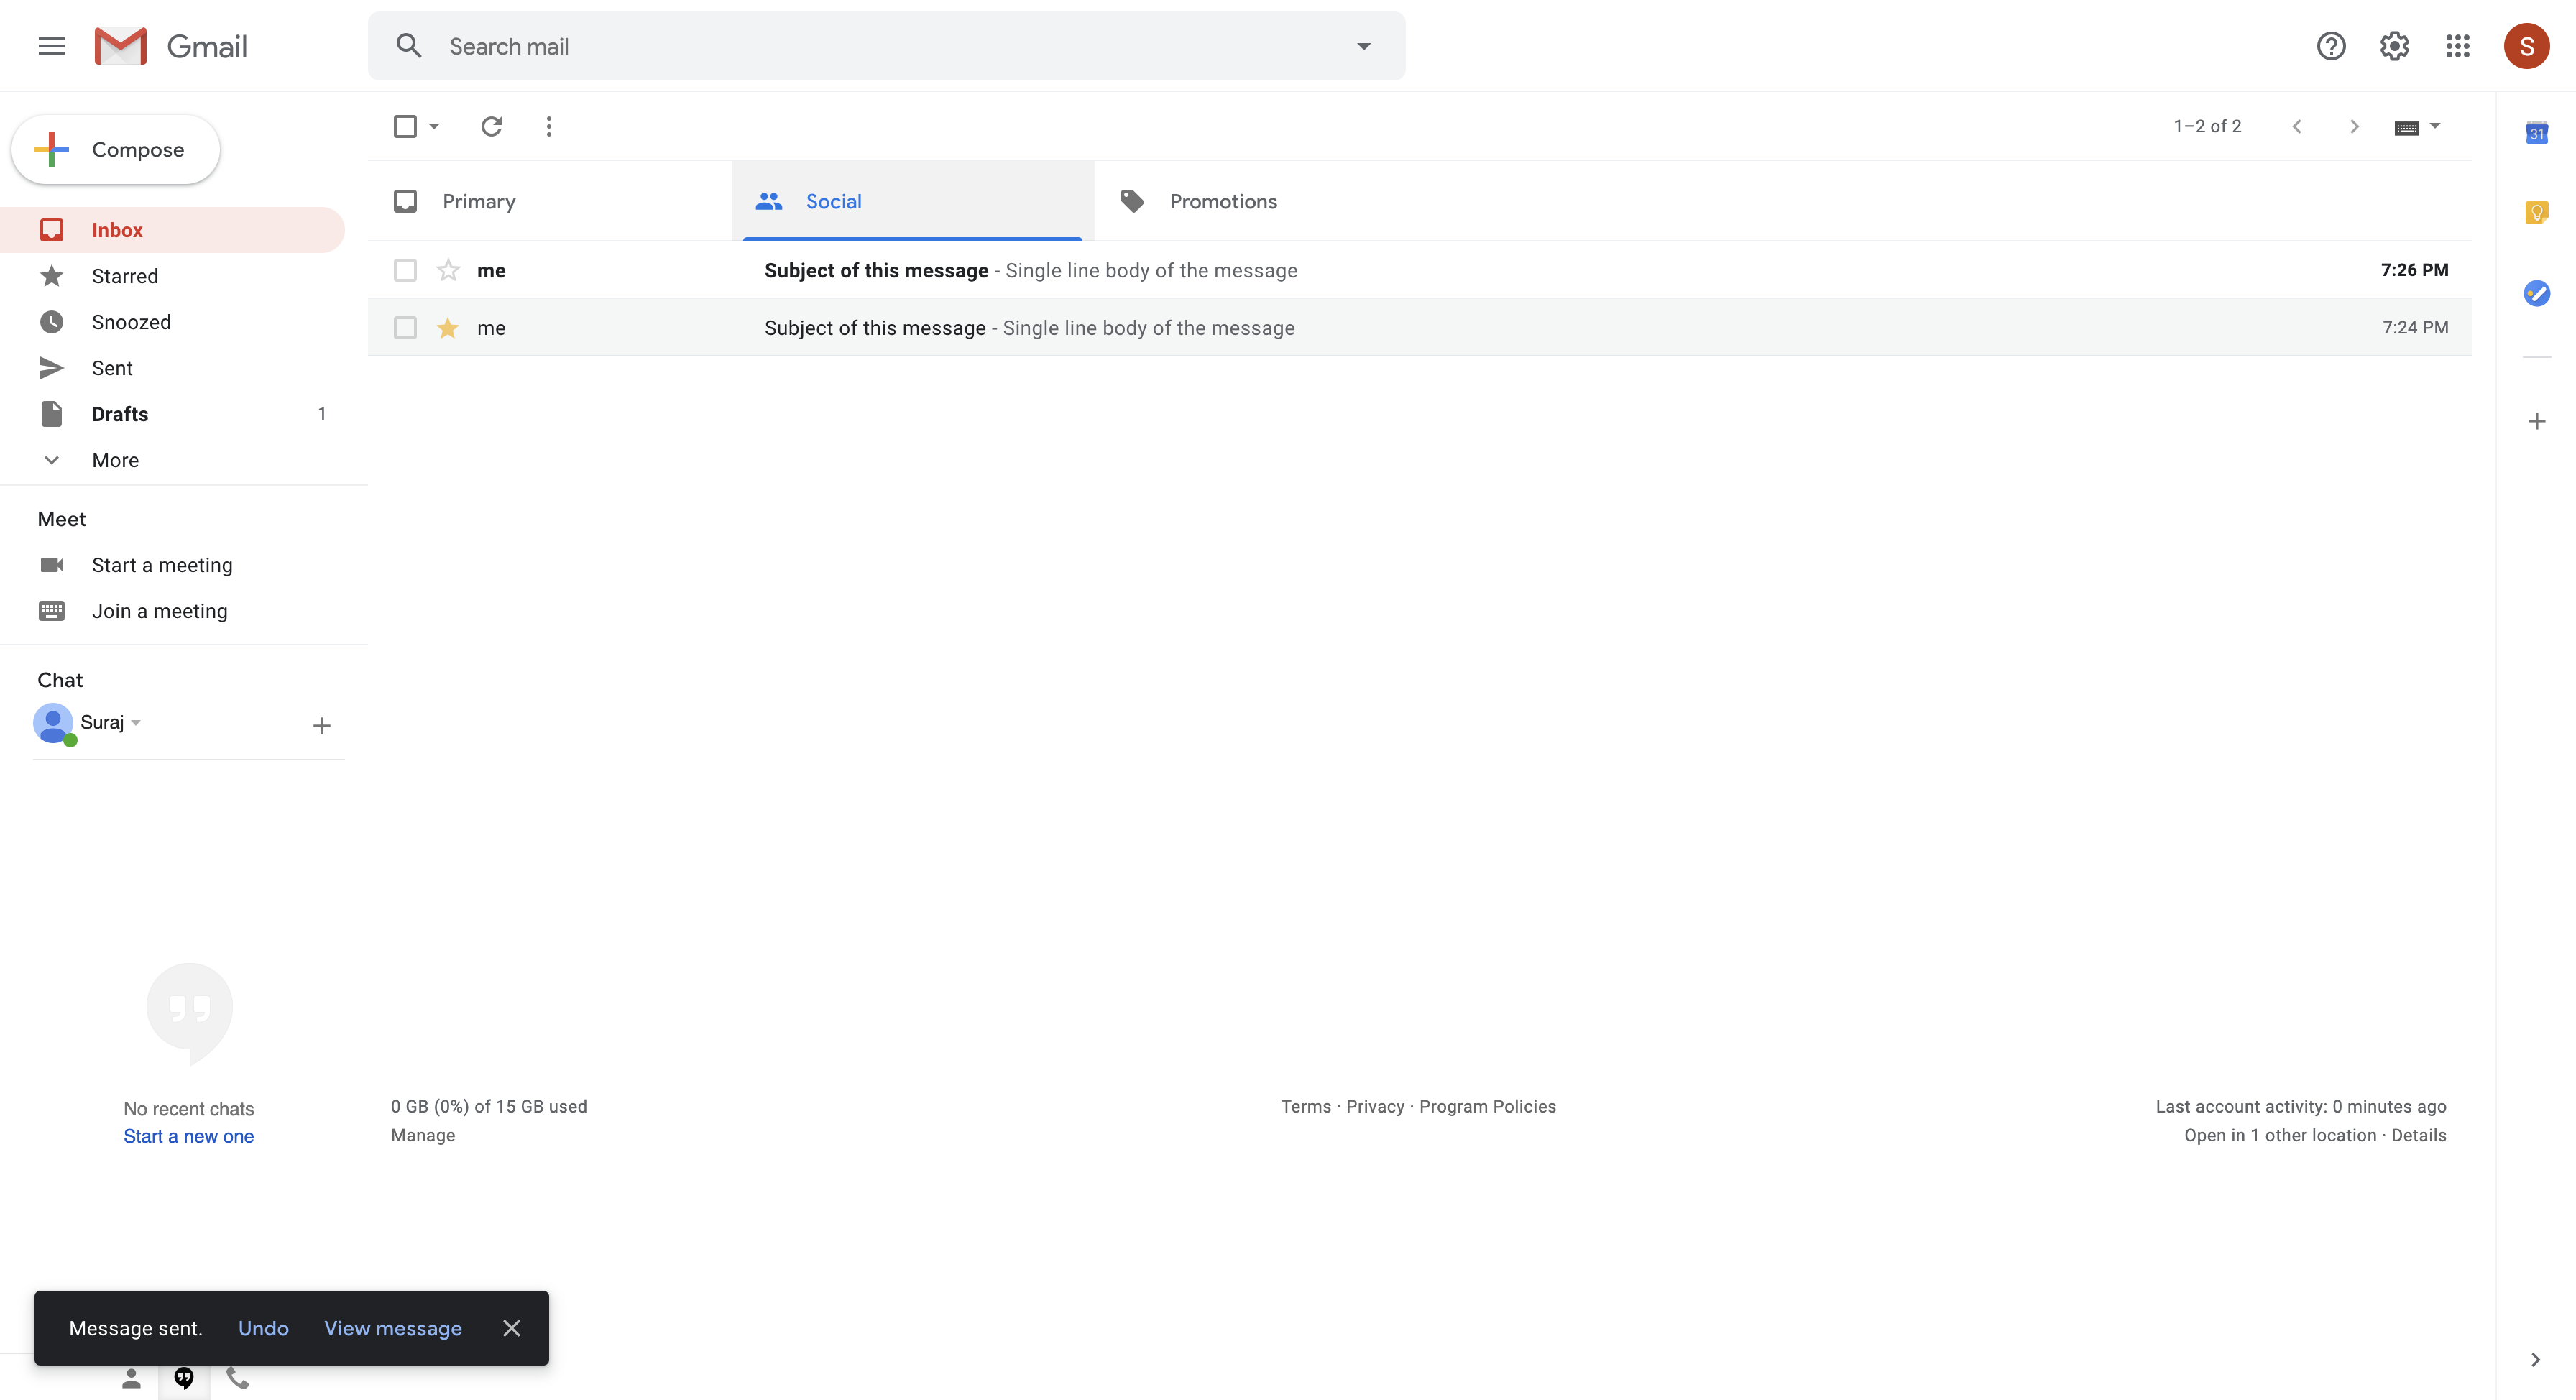 Gmail
Search mail
S
Compose
1–2 of 2
31
Primary
Social
Promotions
Inbox
Starred
Snoozed
Sent
Drafts 1
More
me Subject of this message - Single line body of the message 7:26 PM
me Subject of this message - Single line body of the message 7:24 PM
Meet
Start a meeting
Join a meeting
Chat
Suraj
No recent chats
Start a new one
0 GB (0%) of 15 GB used
Manage
Terms · Privacy · Program Policies
Last account activity: 0 minutes ago
Open in 1 other location · Details
Message sent. Undo View message